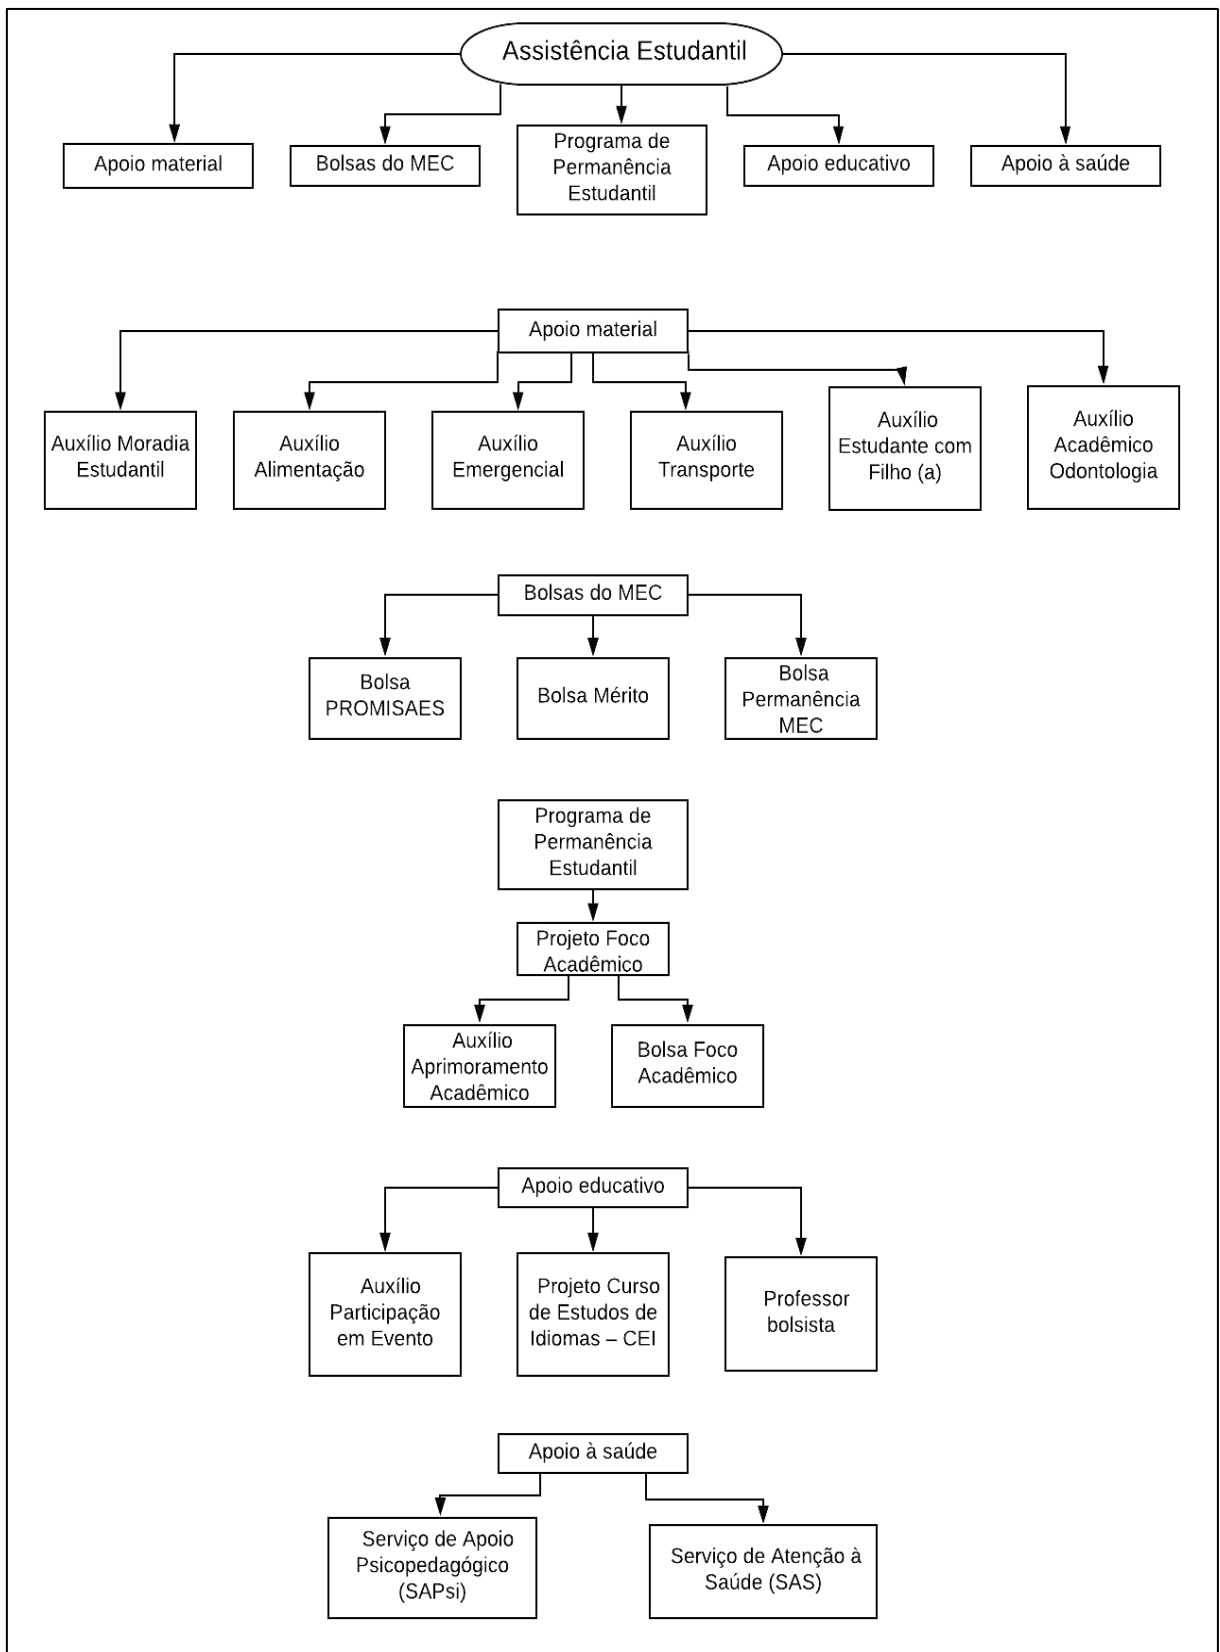 Assistência Estudantil
Apoio material
Bolsas do MEC
Programa de
Permanência
Estudantil
Apoio educativo
Apoio à saúde
Apoio material
Auxílio Moradia
Estudantil
Auxílio
Alimentação
Auxílio
Emergencial
Auxílio
Transporte
Auxílio
Estudante com
Filho (a)
Auxílio
Acadêmico
Odontologia
Bolsas do MEC
Bolsa
PROMISAES
Bolsa Mérito
Bolsa
Permanência
MEC
Programa de
Permanência
Estudantil
Projeto Foco
Acadêmico
Auxílio
Aprimoramento
Acadêmico
Bolsa Foco
Acadêmico
Apoio educativo
Auxílio
Participação
em Evento
Projeto Curso
de Estudos de
Idiomas – CEI
Professor
bolsista
Apoio à saúde
Serviço de Apoio
Psicopedagógico
(SAPsi)
Serviço de Atenção à
Saúde (SAS)